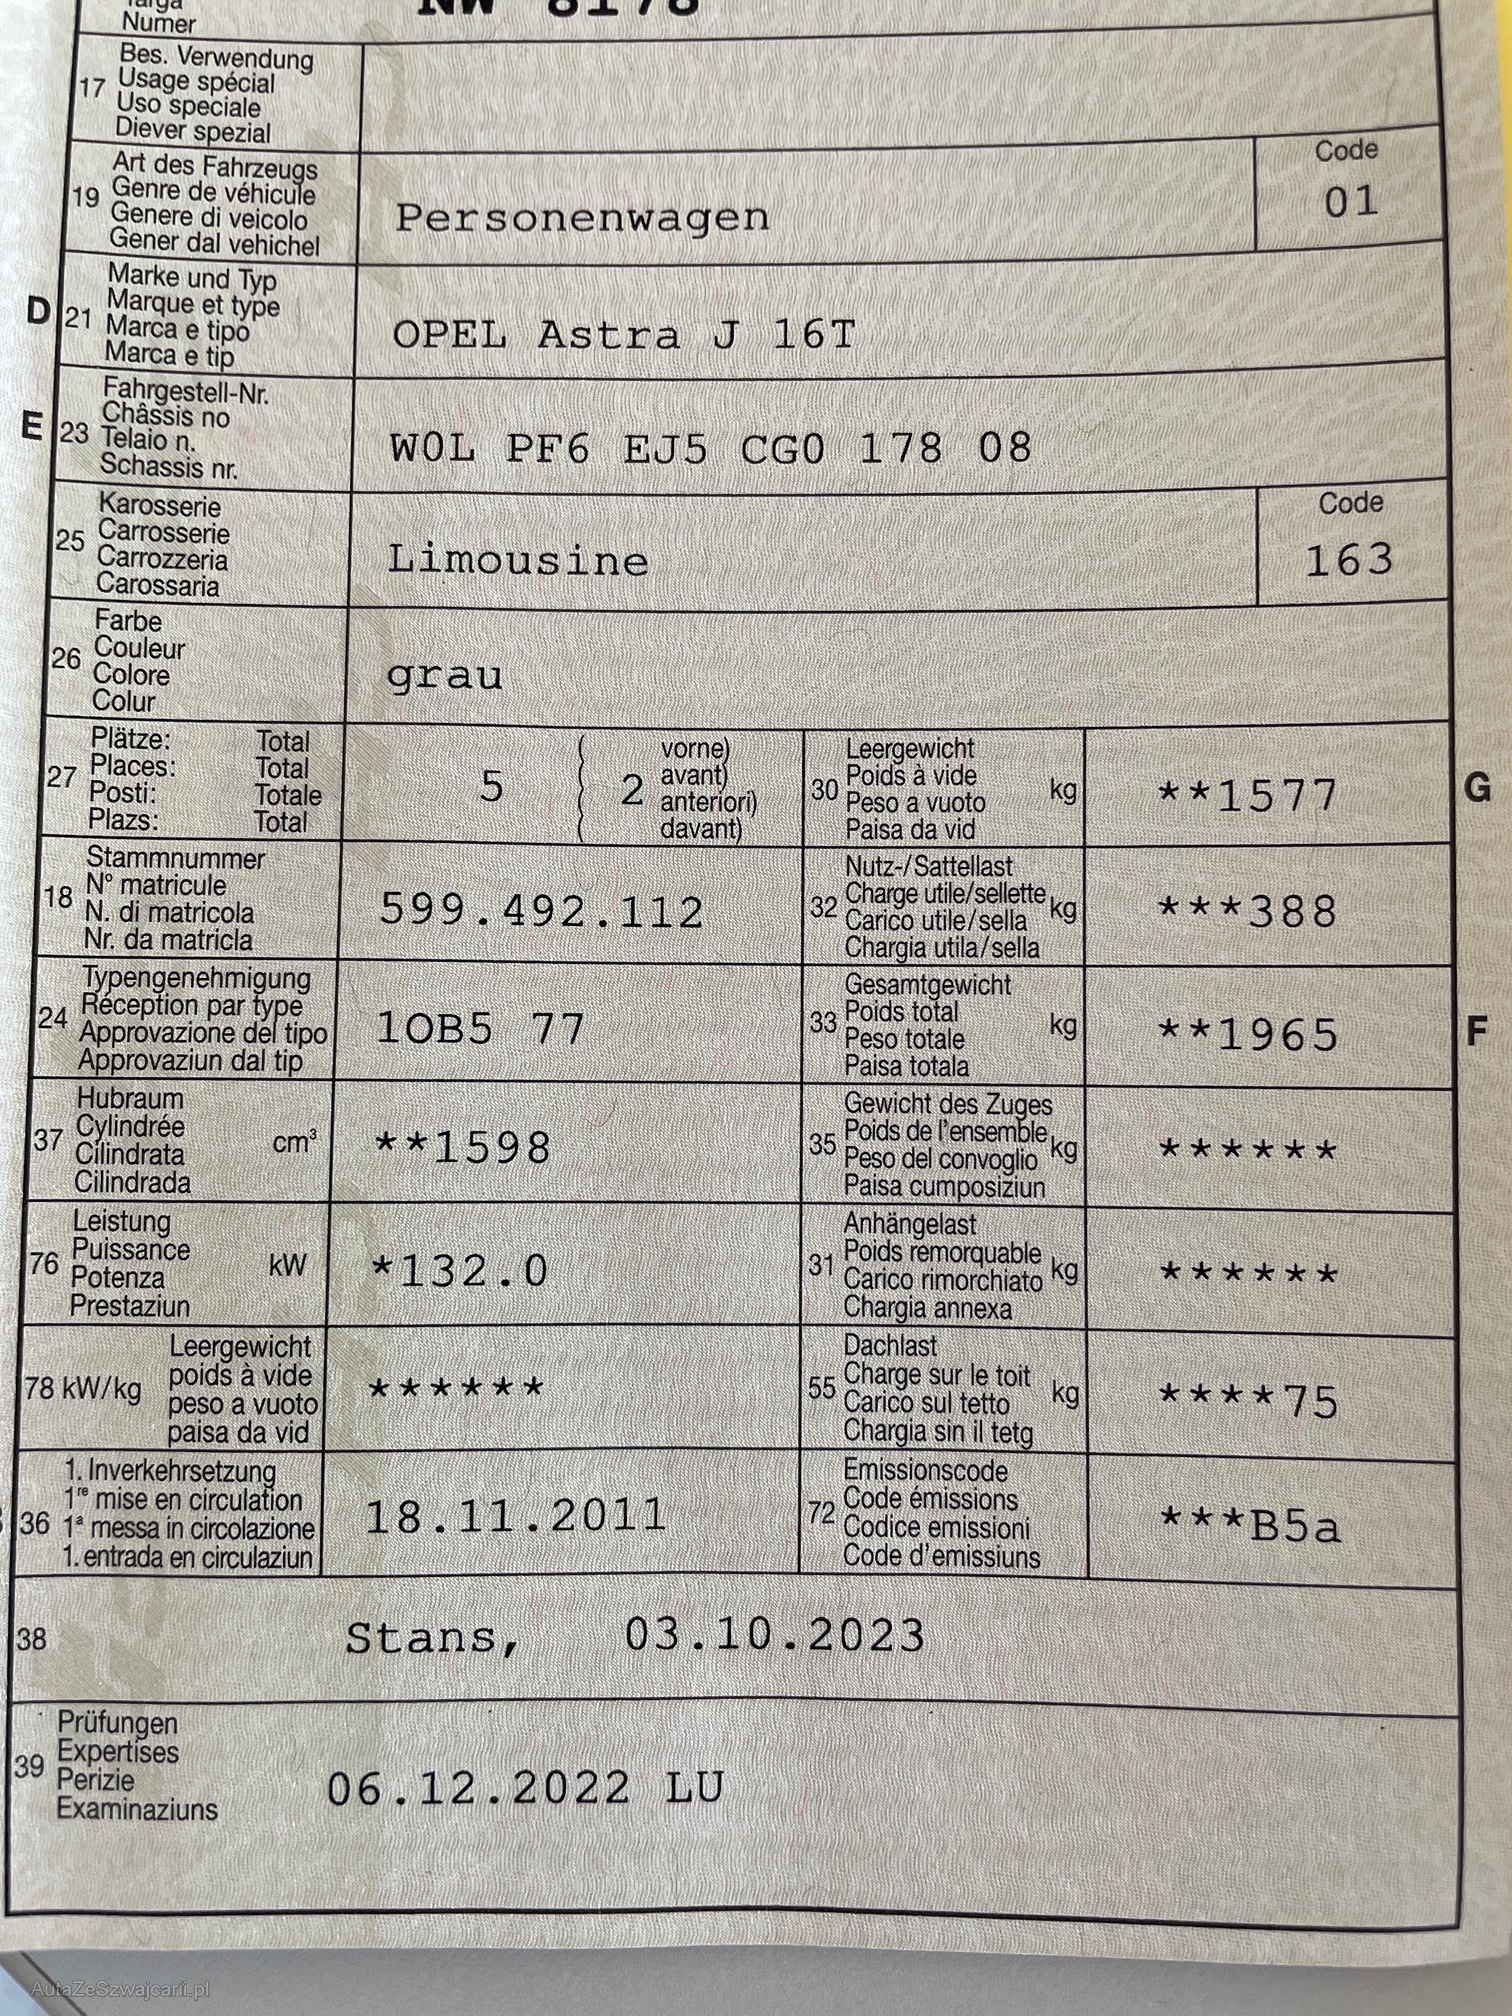 Targa
Numer
NW 8178
17
Bes. Verwendung
Usage spécial
Uso speciale
Diever spezial
19
Art des Fahrzeugs
Genre de véhicule
Genere di veicolo
Gener dal vehichel
Personenwagen
Code
01
D
21
Marke und Typ
Marque et type
Marca e tipo
Marca e tip
OPEL Astra J 16T
E
23
Fahrgestell-Nr.
Châssis no
Telaio n.
Schassis nr.
W0L PF6 EJ5 CG0 178 08
25
Karosserie
Carrosserie
Carrozzeria
Carossaria
Limousine
Code
163
26
Farbe
Couleur
Colore
Colur
grau
27
Plätze: Total
Places: Total
Posti: Totale
Plazs: Total
5
( 2
vorne)
avant)
anteriori)
davant)
30
Leergewicht
Poids à vide
Peso a vuoto
Paisa da vid
kg
**1577
G
18
Stammnummer
N° matricule
N. di matricola
Nr. da matricla
599.492.112
32
Nutz-/Sattellast
Charge utile/sellette
Carico utile/sella
Chargia utila/sella
kg
***388
24
Typengenehmigung
Réception par type
Approvazione del tipo
Approvaziun dal tip
1OB5 77
33
Gesamtgewicht
Poids total
Peso totale
Paisa totala
kg
**1965
F
37
Hubraum
Cylindrée
Cilindrata
Cilindrada
cm³
**1598
35
Gewicht des Zuges
Poids de l'ensemble
Peso del convoglio
Paisa cumposiziun
kg
******
76
Leistung
Puissance
Potenza
Prestaziun
kW
*132.0
31
Anhängelast
Poids remorquable
Carico rimorchiato
Chargia annexa
kg
******
78 kW/kg
Leergewicht
poids à vide
peso a vuoto
paisa da vid
******
55
Dachlast
Charge sur le toit
Carico sul tetto
Chargia sin il tetg
kg
****75
36
1. Inverkehrsetzung
1re mise en circulation
1ª messa in circolazione
1. entrada en circulaziun
18.11.2011
72
Emissionscode
Code émissions
Codice emissioni
Code d'emissiuns
***B5a
38
Stans, 03.10.2023
39
Prüfungen
Expertises
Perizie
Examinaziuns
06.12.2022 LU
AutaZeSzwajcarii.pl